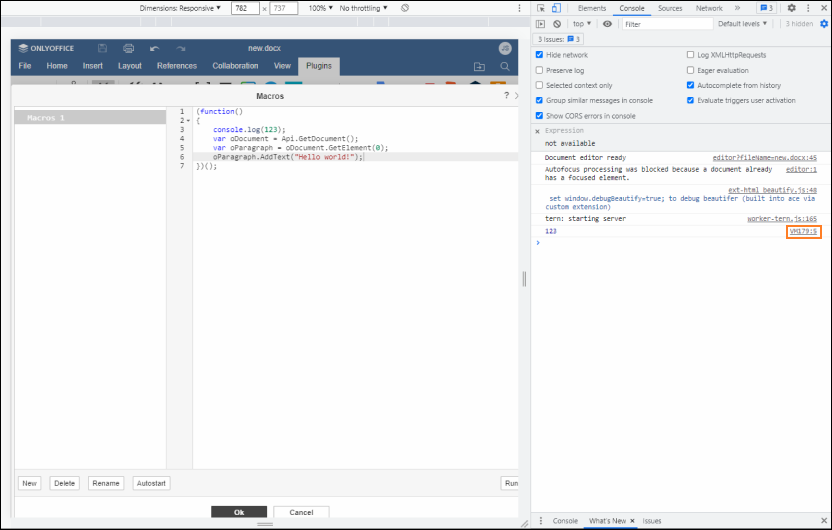 Dimensions: Responsive ▼ 782 × 737 100% ▼ No throttling ▼
ONLYOFFICE new.docx
File Home Insert Layout References Collaboration View Plugins
Macros ?
Macros 1
1 (function()
2 {
3 console.log(123);
4 var oDocument = Api.GetDocument();
5 var oParagraph = oDocument.GetElement(0);
6 oParagraph.AddText("Hello world!");
7 })();
New Delete Rename Autostart Run
Ok Cancel
Elements Console Sources Network » 3
top ▼ Filter Default levels ▼ 3 hidden
3 Issues: 3
Hide network Log XMLHttpRequests
Preserve log Eager evaluation
Selected context only Autocomplete from history
Group similar messages in console Evaluate triggers user activation
Show CORS errors in console
Expression
not available
Document editor ready editor?fileName=new.docx:45
Autofocus processing was blocked because a document already editor:1
has a focused element.
ext-html_beautify.js:48
set window.debugBeautify=true; to debug beautifer (built into ace via
custom extension)
tern: starting server worker-tern.js:165
123 VM179:5
Console What's New × Issues